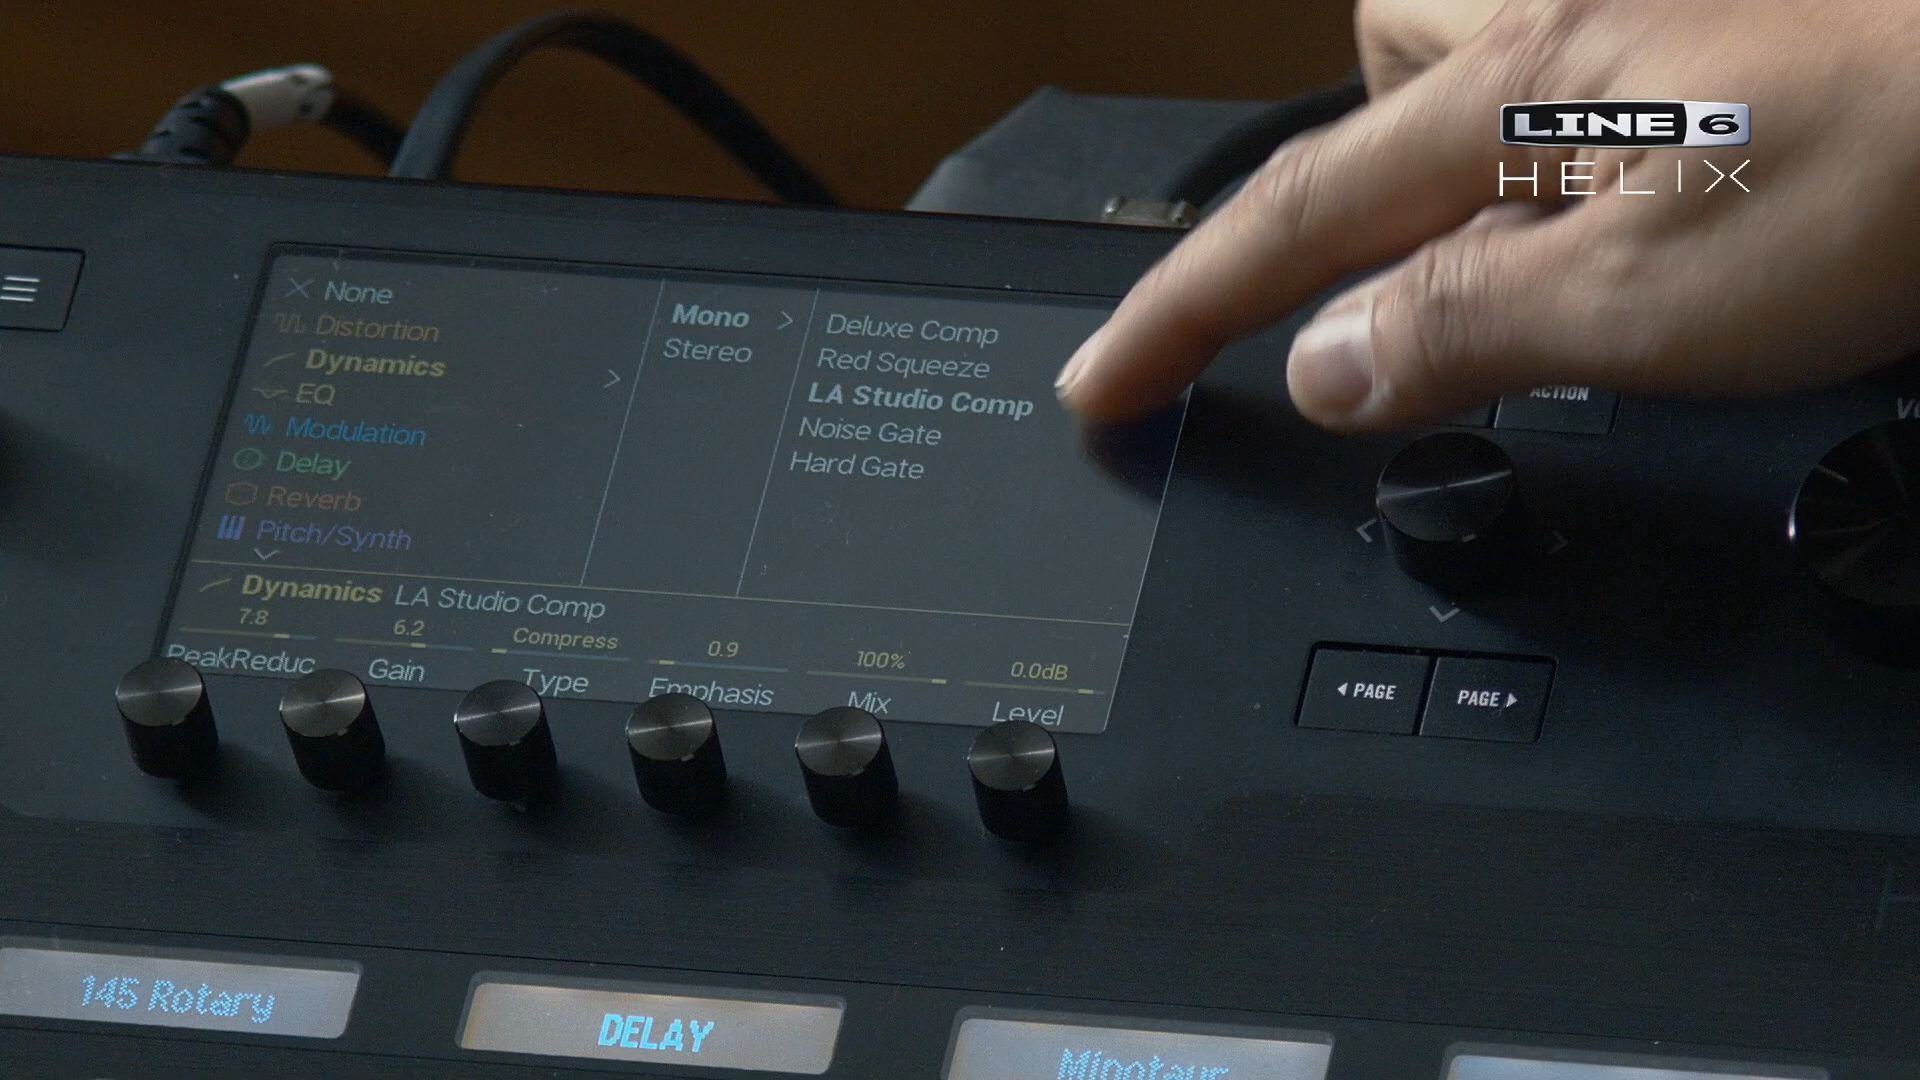 LINE 6
HELIX
None
Distortion
Dynamics
EQ
Modulation
Delay
Reverb
Pitch/Synth
Mono
Stereo
Deluxe Comp
Red Squeeze
LA Studio Comp
Noise Gate
Hard Gate
Dynamics LA Studio Comp
7.8 6.2 Compress 0.9 100% 0.0dB
PeakReduc Gain Type Emphasis Mix Level
ACTION
PAGE PAGE
145 Rotary
DELAY
Minotaur